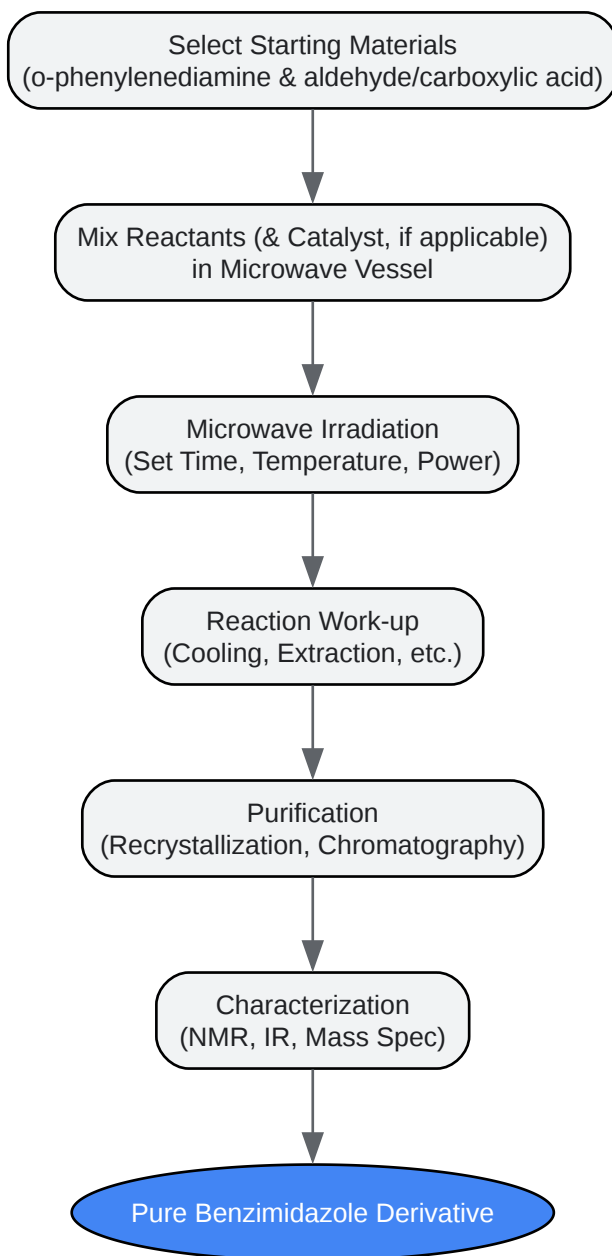 Select Starting Materials
(o-phenylenediamine & aldehyde/carboxylic acid)
Mix Reactants (& Catalyst, if applicable)
in Microwave Vessel
Microwave Irradiation
(Set Time, Temperature, Power)
Reaction Work-up
(Cooling, Extraction, etc.)
Purification
(Recrystallization, Chromatography)
Characterization
(NMR, IR, Mass Spec)
Pure Benzimidazole Derivative